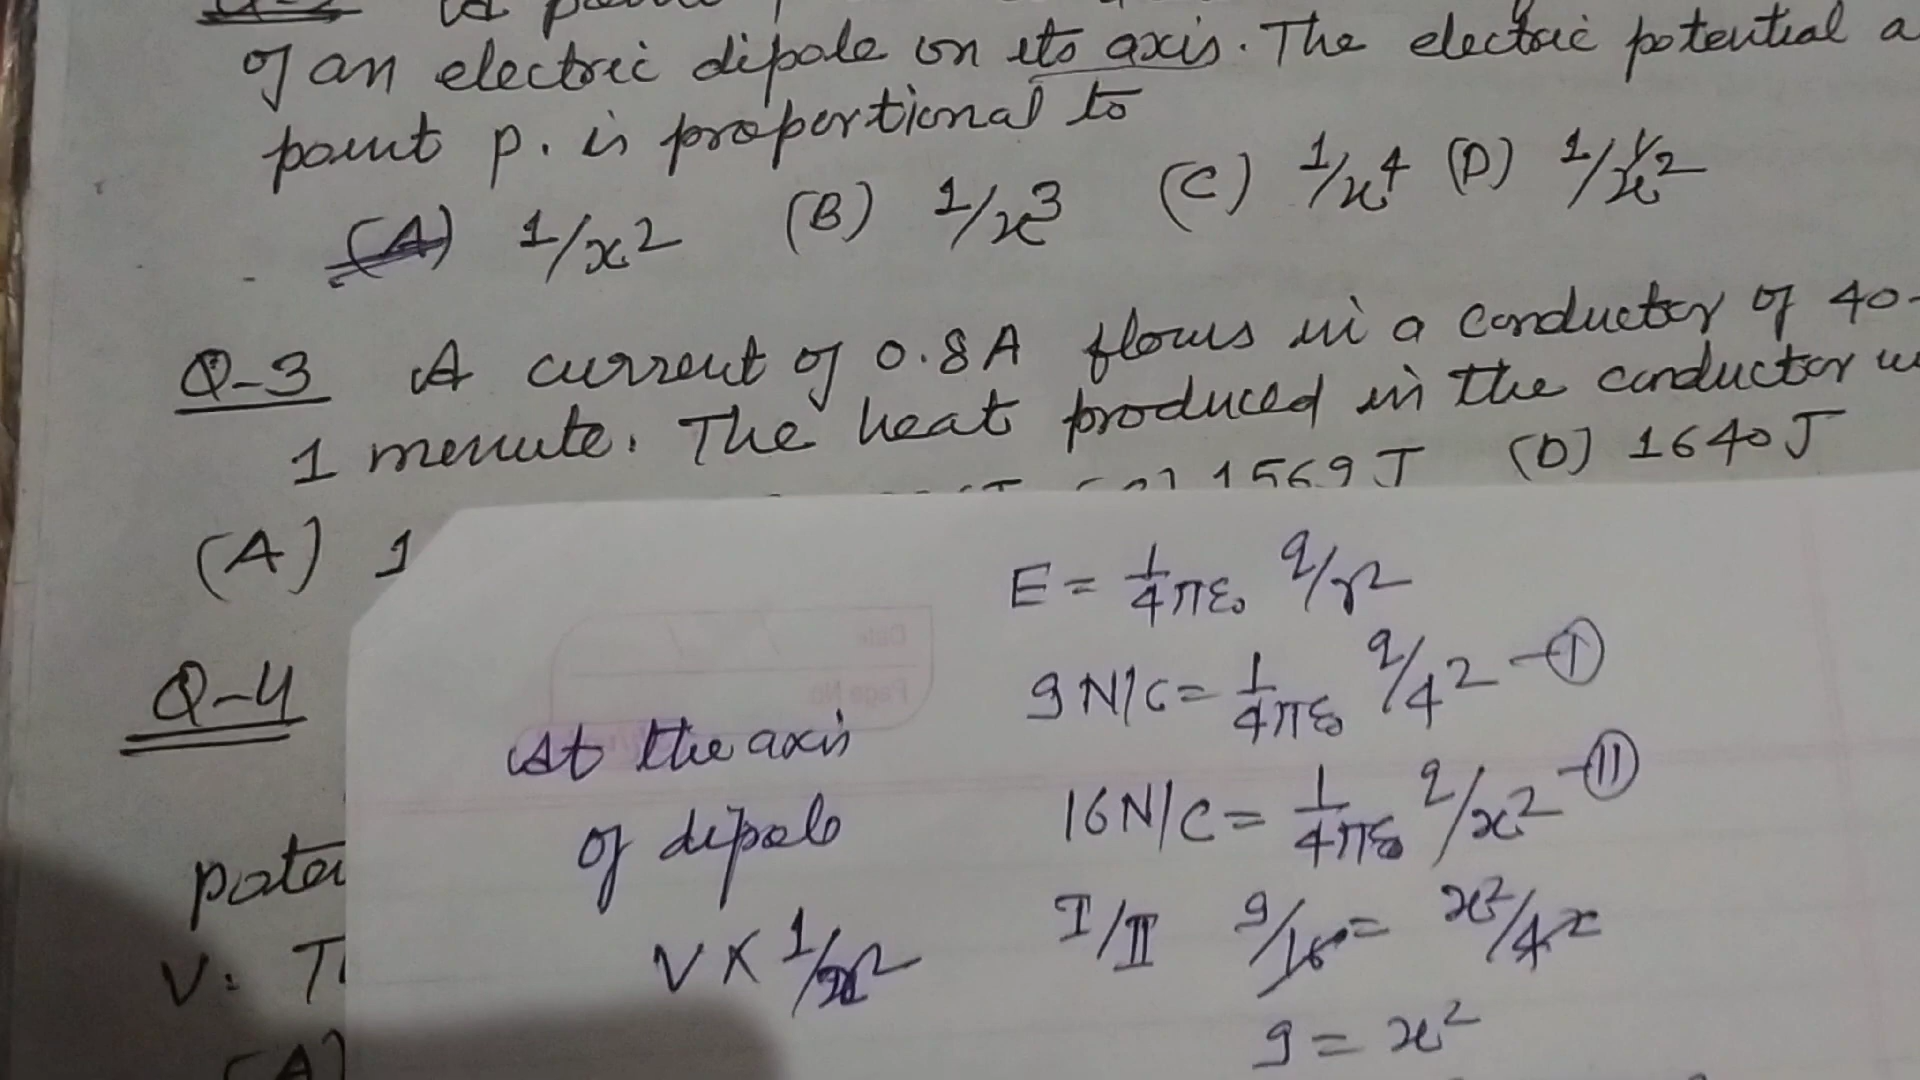 of an electric dipole on its axis. The electric potential a
point p. is proportional to
(A) 1/x² (B) 1/x³ (C) 1/x⁴ (D) 1/x^1/2
Q-3 A current of 0.8A flows in a conductor of 40-
1 menute. The heat produced in the conductor w
1569 J (D) 1640 J
(A) 1
Q-4
poten
V. T
(A)
E = 1/4πε₀ q/r²
9 N/C = 1/4πε₀ q/4² - (I)
At the axis
of dipole
V ∝ 1/x²
16 N/C = 1/4πε₀ q/x² - (II)
I/II 9/16 = x²/4²
9 = x²